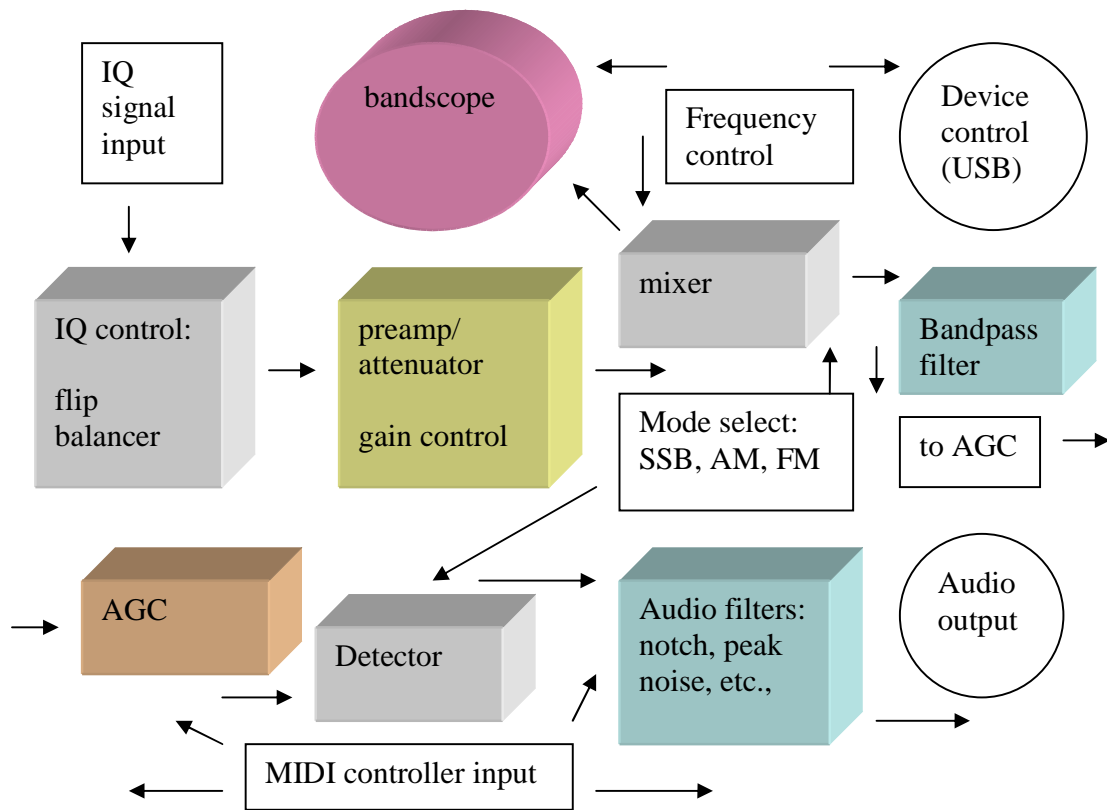 IQ
signal
input
bandscope
Frequency
control
Device
control
(USB)
IQ control:
flip
balancer
preamp/
attenuator
gain control
mixer
Bandpass
filter
Mode select:
SSB, AM, FM
to AGC
AGC
Detector
Audio filters:
notch, peak
noise, etc.,
Audio
output
MIDI controller input